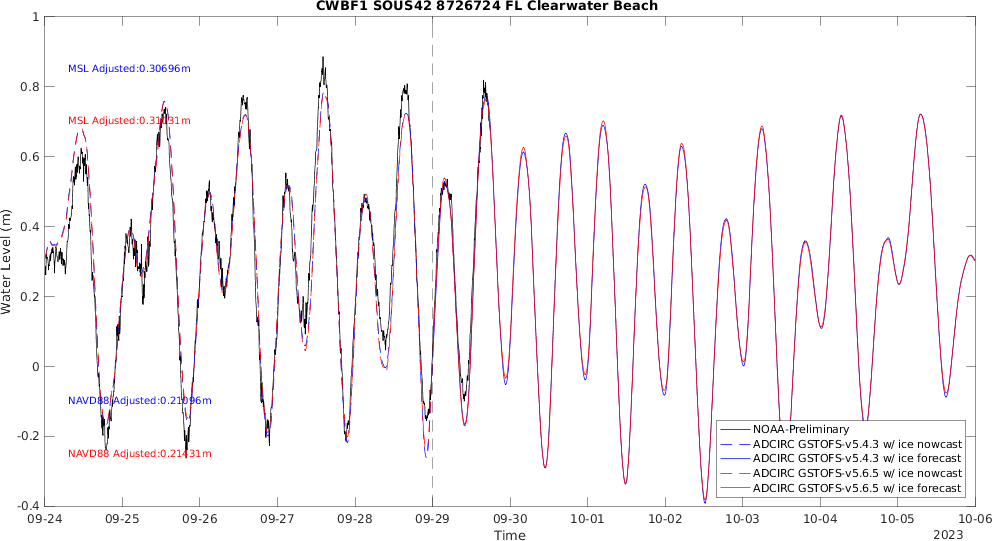 CWBF1 SOUS42 8726724 FL Clearwater Beach
Water Level (m)
1
0.8
0.6
0.4
0.2
0
-0.2
-0.4
MSL Adjusted:0.30696m
MSL Adjusted:0.31031m
NAVD88 Adjusted:0.21096m
NAVD88 Adjusted:0.21431m
NOAA-Preliminary
ADCIRC GSTOFS-v5.4.3 w/ ice nowcast
ADCIRC GSTOFS-v5.4.3 w/ ice forecast
ADCIRC GSTOFS-v5.6.5 w/ ice nowcast
ADCIRC GSTOFS-v5.6.5 w/ ice forecast
09-24 09-25 09-26 09-27 09-28 09-29 09-30 10-01 10-02 10-03 10-04 10-05 10-06
Time
2023